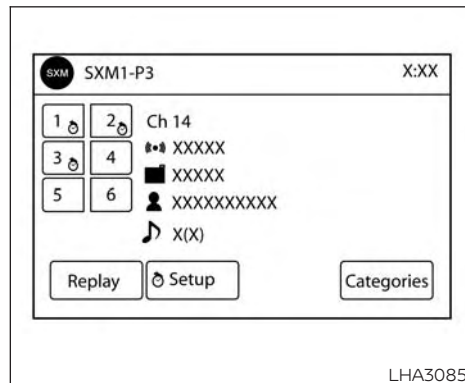 SXM SXM1-P3 X:XX
1 2 Ch 14
XXXXX
3 4 XXXXX
5 6 XXXXXXXXXX
X(X)
Replay Setup Categories
LHA3085